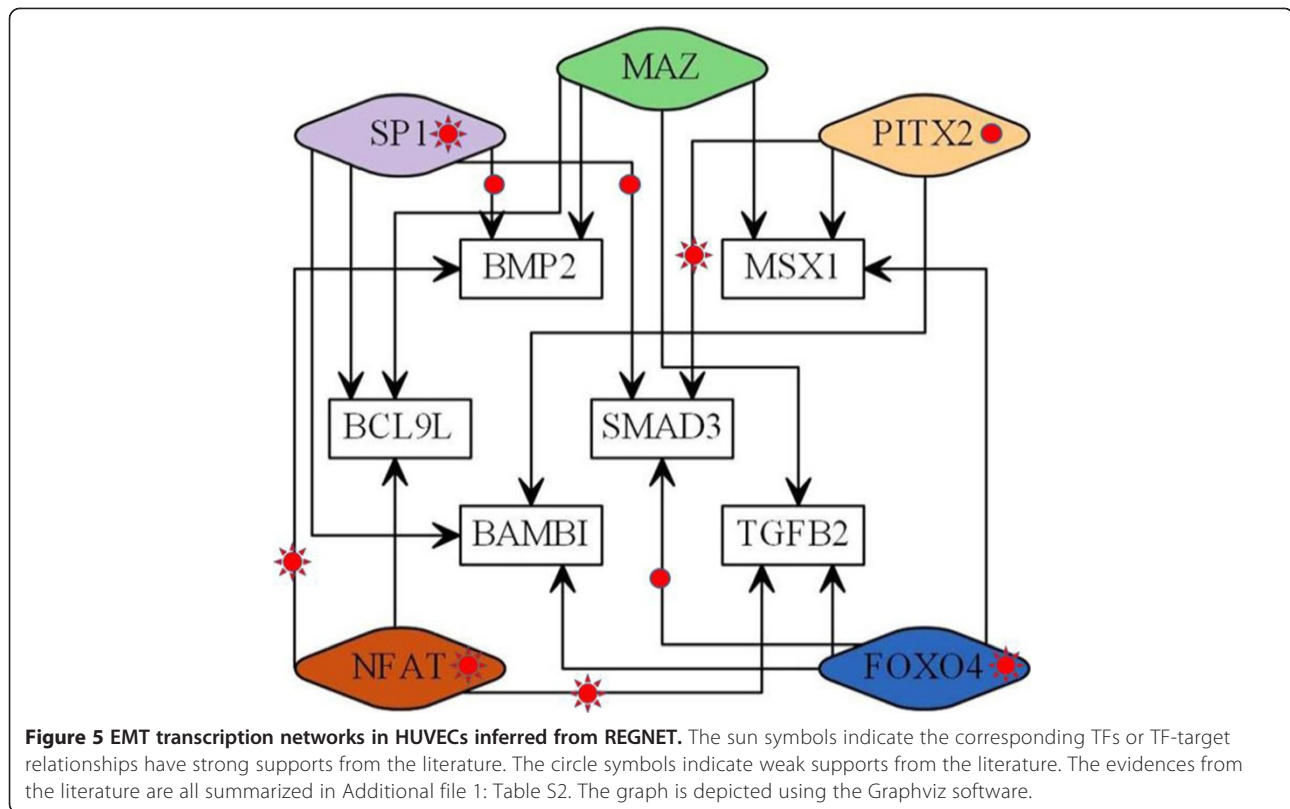 MAZ
SP1
PITX2
BMP2
MSX1
BCL9L
SMAD3
BAMBI
TGFB2
NFAT
FOXO4
Figure 5 EMT transcription networks in HUVECs inferred from REGNET. The sun symbols indicate the corresponding TFs or TF-target
relationships have strong supports from the literature. The circle symbols indicate weak supports from the literature. The evidences from
the literature are all summarized in Additional file 1: Table S2. The graph is depicted using the Graphviz software.